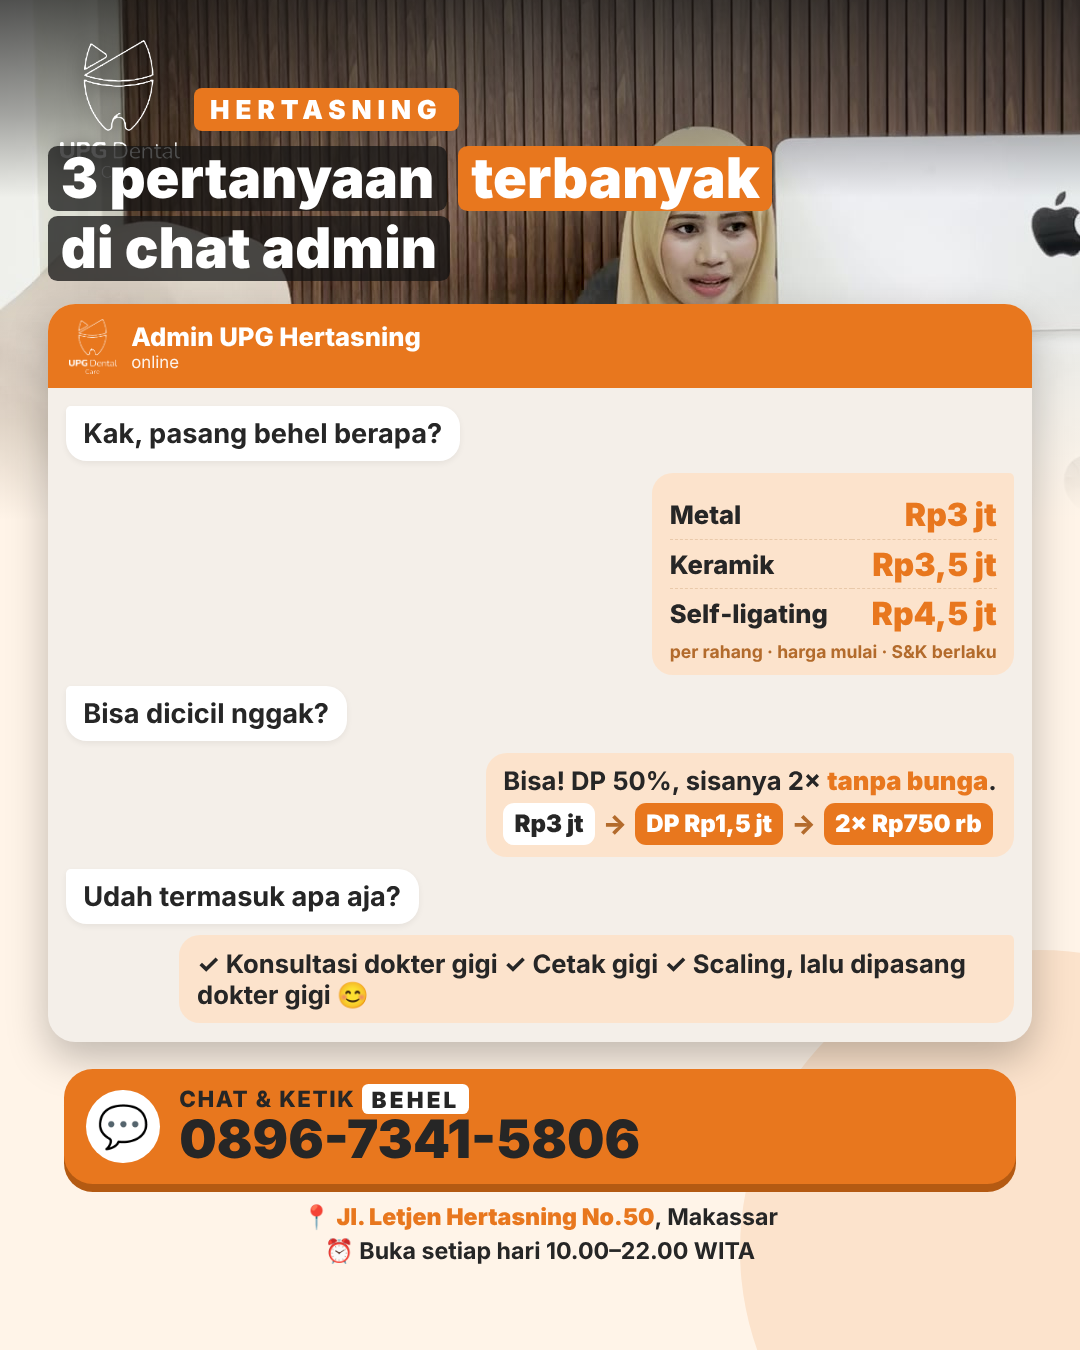 HERTASNING
UPG Dental
3 pertanyaan terbanyak
di chat admin
UPG Dental
Care
Admin UPG Hertasning
online
Kak, pasang behel berapa?
Metal Rp3 jt
Keramik Rp3,5 jt
Self-ligating Rp4,5 jt
per rahang · harga mulai · S&K berlaku
Bisa dicicil nggak?
Bisa! DP 50%, sisanya 2× tanpa bunga.
Rp3 jt → DP Rp1,5 jt → 2× Rp750 rb
Udah termasuk apa aja?
✓ Konsultasi dokter gigi ✓ Cetak gigi ✓ Scaling, lalu dipasang
dokter gigi 😊
CHAT & KETIK BEHEL
0896-7341-5806
📍 Jl. Letjen Hertasning No.50, Makassar
⏰ Buka setiap hari 10.00–22.00 WITA